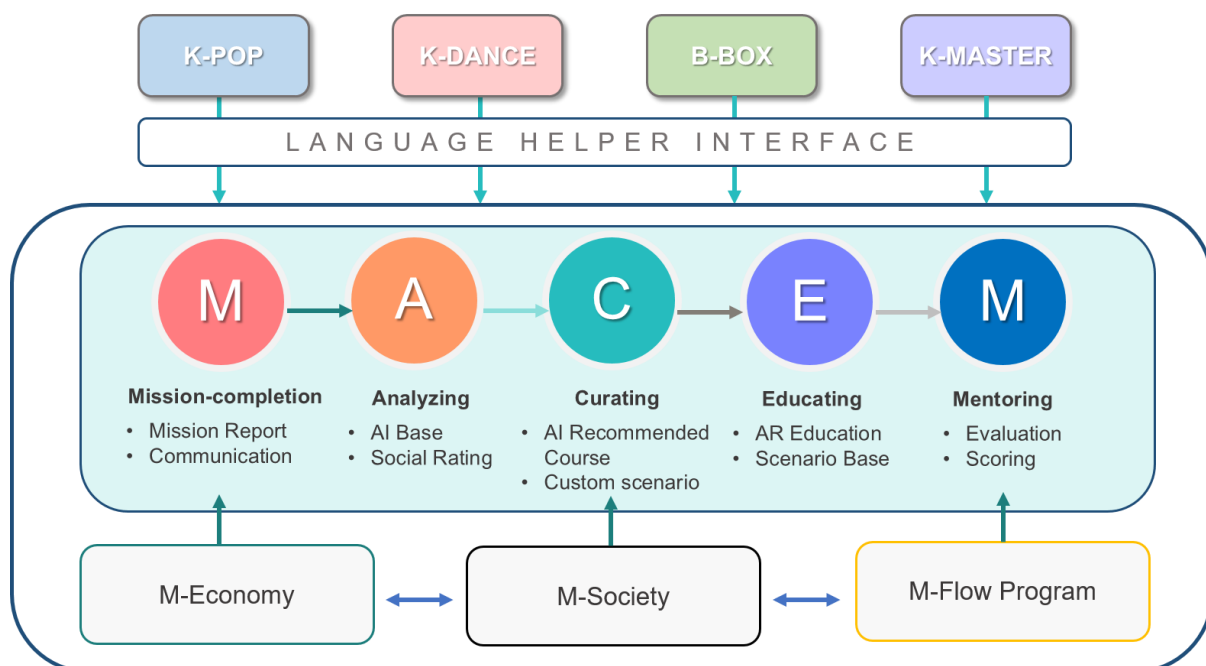 K-POP
K-DANCE
B-BOX
K-MASTER
LANGUAGE HELPER INTERFACE
M
A
C
E
M
Mission-completion
• Mission Report
• Communication
Analyzing
• AI Base
• Social Rating
Curating
• AI Recommended
Course
• Custom scenario
Educating
• AR Education
• Scenario Base
Mentoring
• Evaluation
• Scoring
M-Economy
M-Society
M-Flow Program